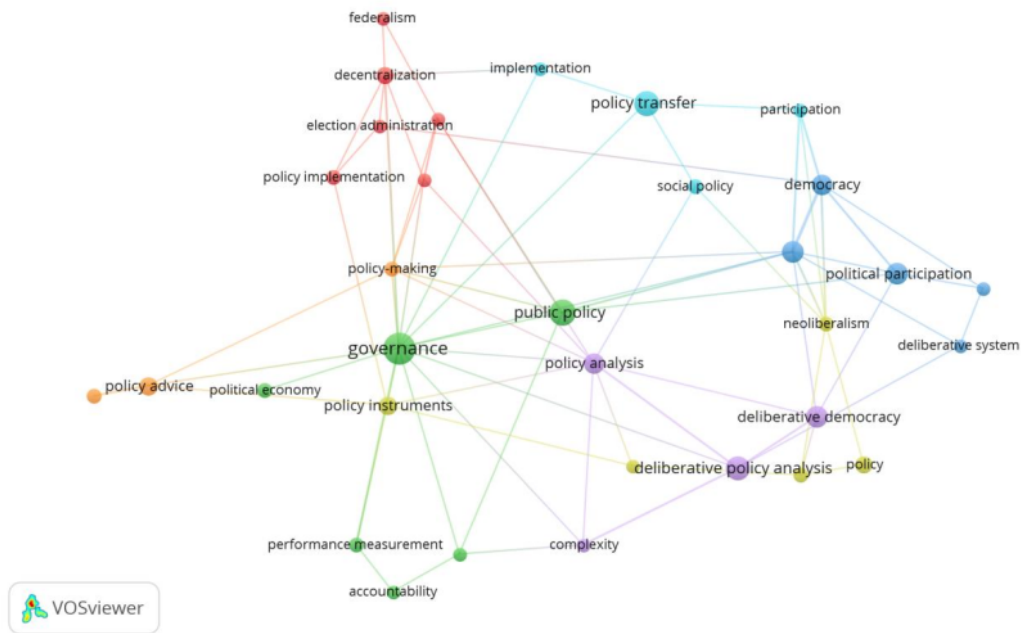 federalism
implementation
decentralization
policy transfer
participation
election administration
policy implementation
social policy
democracy
policy-making
political participation
public policy
neoliberalism
governance
deliberative system
policy analysis
policy advice
political economy
policy instruments
deliberative democracy
deliberative policy analysis
policy
performance measurement
complexity
accountability
VOSviewer